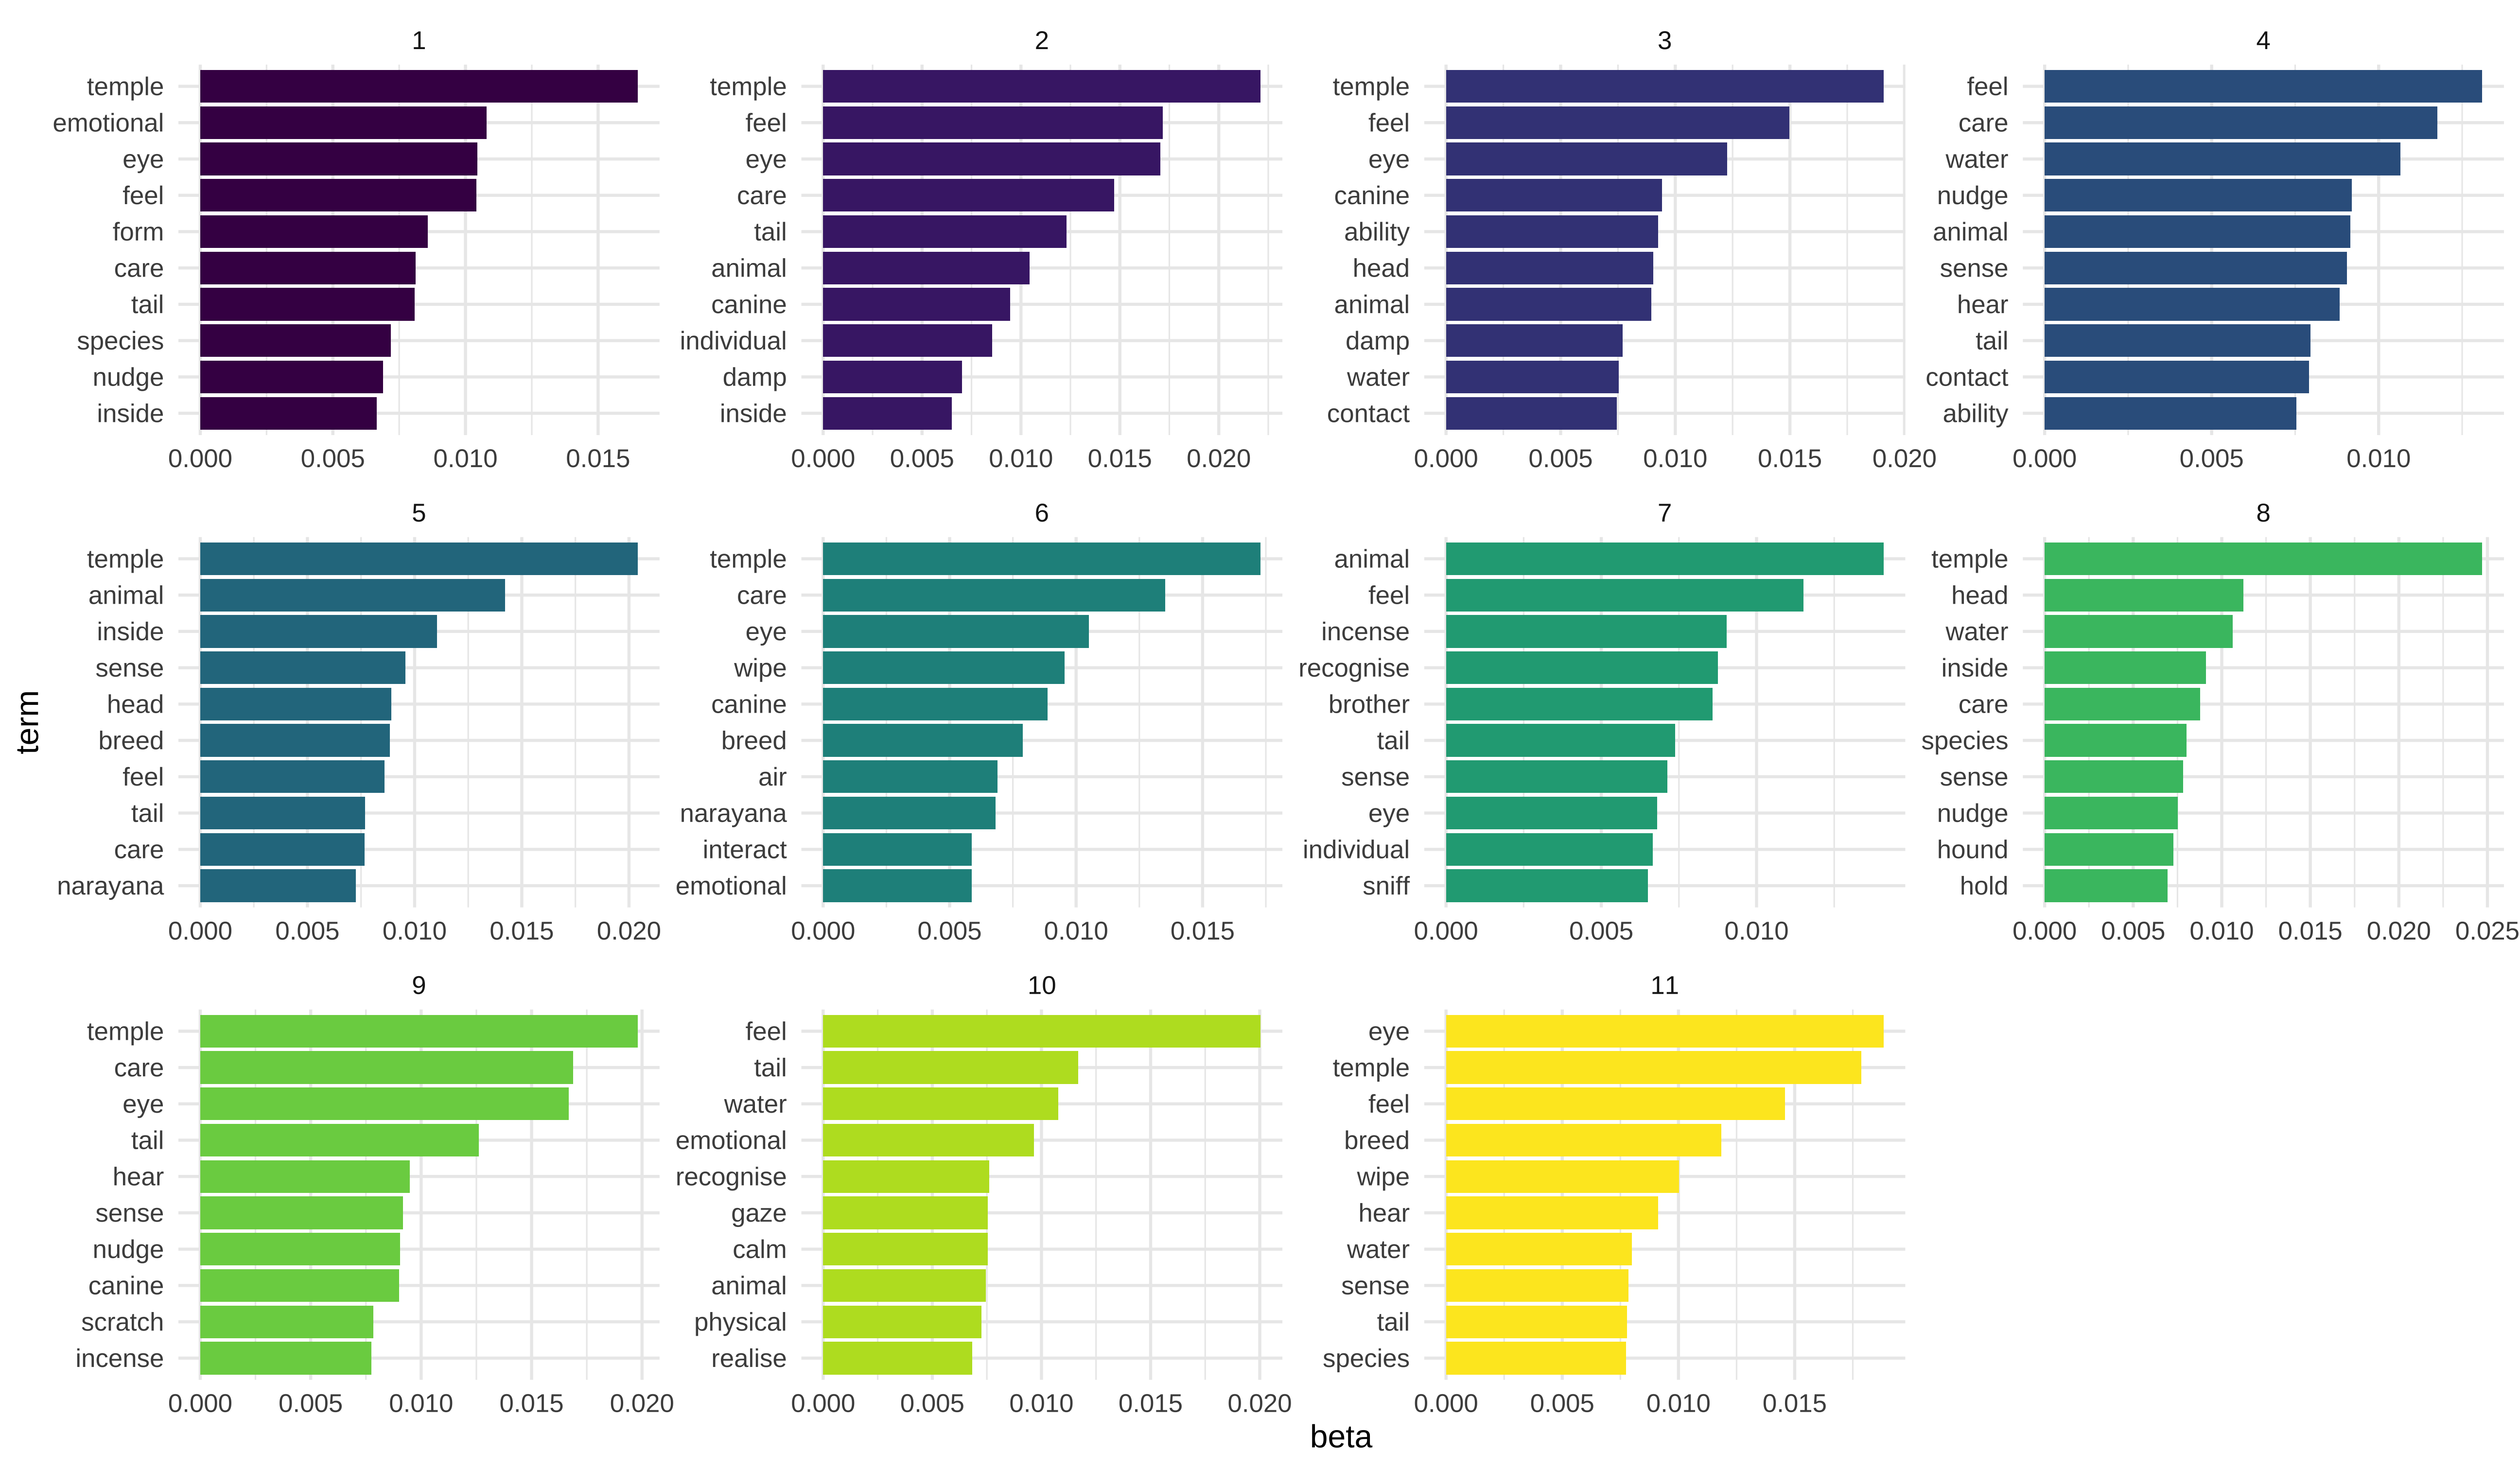 1
temple
emotional
eye
feel
form
care
tail
species
nudge
inside
0.000 0.005 0.010 0.015
2
temple
feel
eye
care
tail
animal
canine
individual
damp
inside
0.000 0.005 0.010 0.015 0.020
3
temple
feel
eye
canine
ability
head
animal
damp
water
contact
0.000 0.005 0.010 0.015 0.020
4
feel
care
water
nudge
animal
sense
hear
tail
contact
ability
0.000 0.005 0.010
5
temple
animal
inside
sense
head
breed
feel
tail
care
narayana
0.000 0.005 0.010 0.015 0.020
6
temple
care
eye
wipe
canine
breed
air
narayana
interact
emotional
0.000 0.005 0.010 0.015
7
animal
feel
incense
recognise
brother
tail
sense
eye
individual
sniff
0.000 0.005 0.010
8
temple
head
water
inside
care
species
sense
nudge
hound
hold
0.000 0.005 0.010 0.015 0.020 0.025
9
temple
care
eye
tail
hear
sense
nudge
canine
scratch
incense
0.000 0.005 0.010 0.015 0.020
10
feel
tail
water
emotional
recognise
gaze
calm
animal
physical
realise
0.000 0.005 0.010 0.015 0.020
11
eye
temple
feel
breed
wipe
hear
water
sense
tail
species
0.000 0.005 0.010 0.015
term
beta